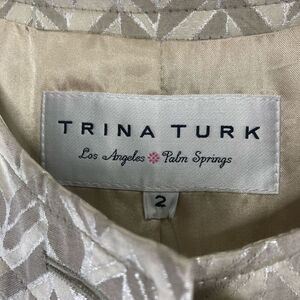 TRINA TURK
Los Angeles Palm Springs
2